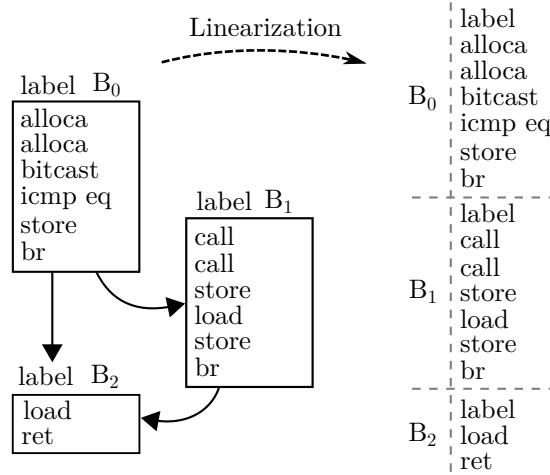 Linearization
label B0
alloca
alloca
bitcast
icmp eq
store
br
label B1
call
call
store
load
store
br
label B2
load
ret
B0
label
alloca
alloca
bitcast
icmp eq
store
br
B1
label
call
call
store
load
store
br
B2
label
load
ret